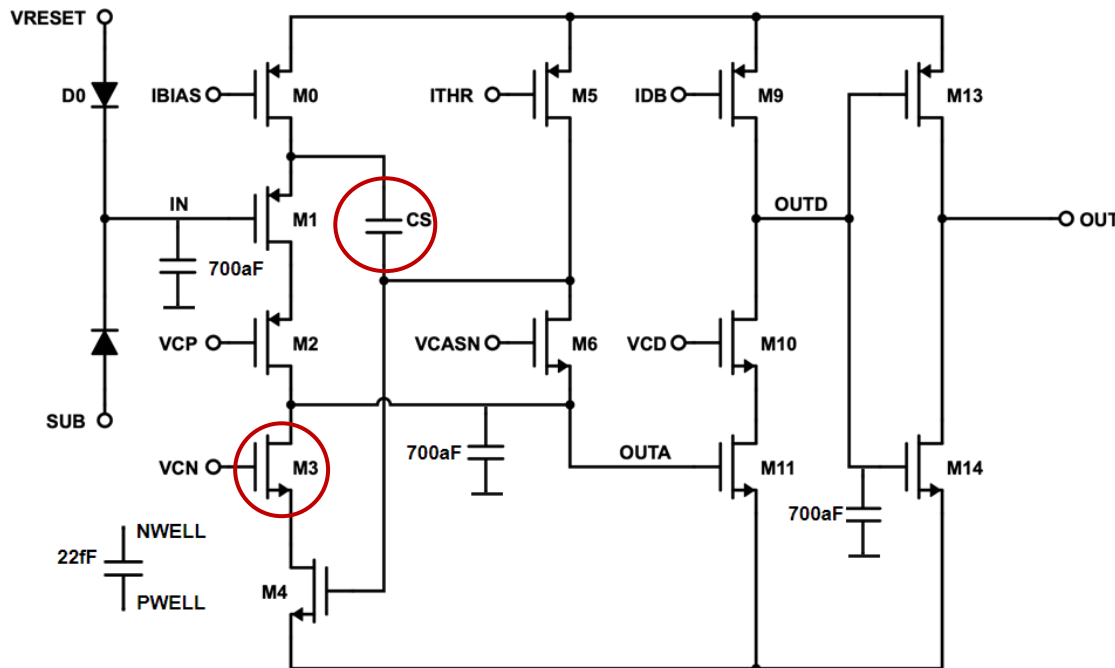 VRESET
D0
IBIAS
M0
ITHR
M5
IDB
M9
M13
IN
M1
CS
OUTD
OUT
700aF
VCP
M2
VCASN
M6
VCD
M10
SUB
VCN
M3
700aF
OUTA
M11
M14
700aF
NWELL
22fF
PWELL
M4